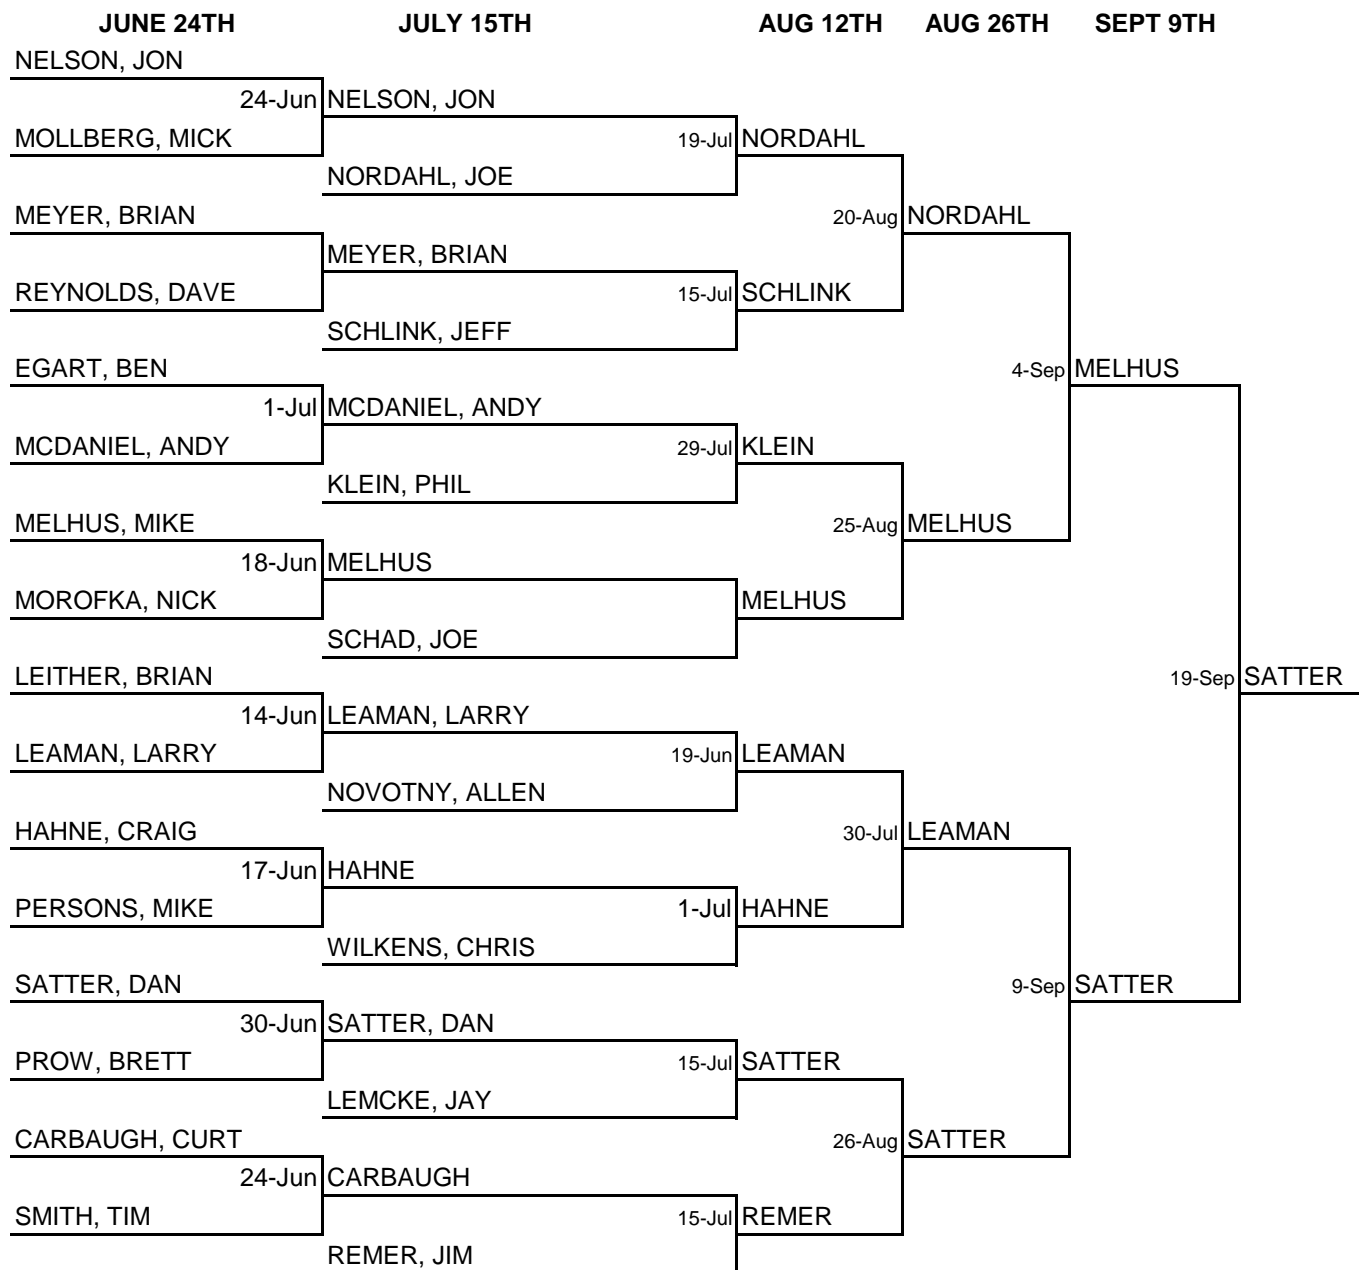 JUNE 24TH JULY 15TH AUG 12TH AUG 26TH SEPT 9TH
NELSON, JON
24-Jun NELSON, JON
MOLLBERG, MICK 19-Jul NORDAHL
NORDAHL, JOE
MEYER, BRIAN 20-Aug NORDAHL
MEYER, BRIAN
REYNOLDS, DAVE 15-Jul SCHLINK
SCHLINK, JEFF
EGART, BEN 4-Sep MELHUS
1-Jul MCDANIEL, ANDY
MCDANIEL, ANDY 29-Jul KLEIN
KLEIN, PHIL
MELHUS, MIKE 25-Aug MELHUS
18-Jun MELHUS
MOROFKA, NICK MELHUS
SCHAD, JOE
LEITHER, BRIAN 19-Sep SATTER
14-Jun LEAMAN, LARRY
LEAMAN, LARRY 19-Jun LEAMAN
NOVOTNY, ALLEN
HAHNE, CRAIG 30-Jul LEAMAN
17-Jun HAHNE
PERSONS, MIKE 1-Jul HAHNE
WILKENS, CHRIS
SATTER, DAN 9-Sep SATTER
30-Jun SATTER, DAN
PROW, BRETT 15-Jul SATTER
LEMCKE, JAY
CARBAUGH, CURT 26-Aug SATTER
24-Jun CARBAUGH
SMITH, TIM 15-Jul REMER
REMER, JIM